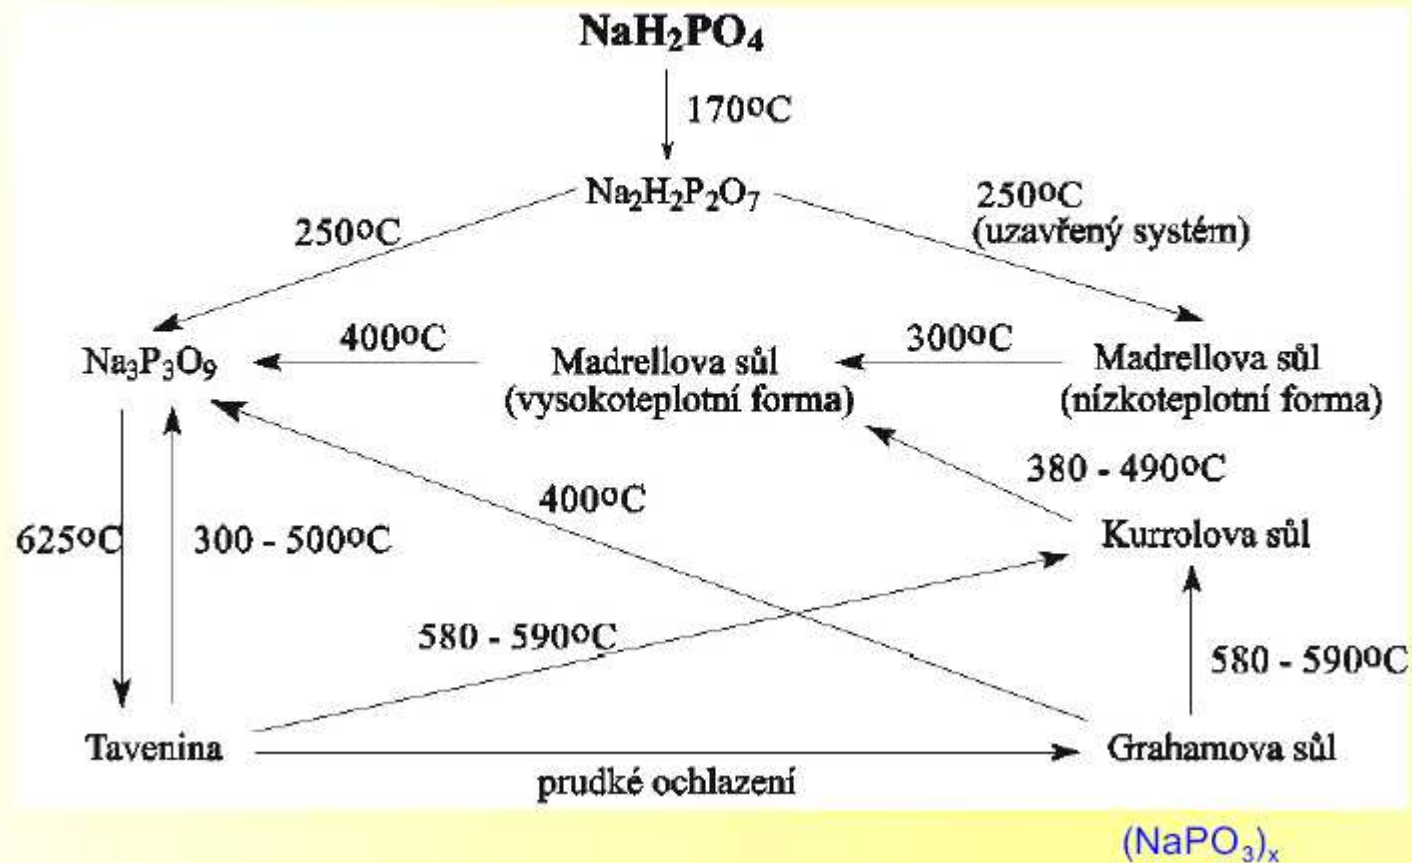 NaH₂PO₄
170ºC
Na₂H₂P₂O₇
250ºC
250ºC
(uzavřený systém)
Na₃P₃O₉
400ºC
Madrellova sůl
(vysokoteplotní forma)
300ºC
Madrellova sůl
(nízkoteplotní forma)
380 - 490ºC
400ºC
Kurrolova sůl
625ºC
300 - 500ºC
580 - 590ºC
580 - 590ºC
Tavenina
prudké ochlazení
Grahamova sůl
(NaPO₃)ₓ